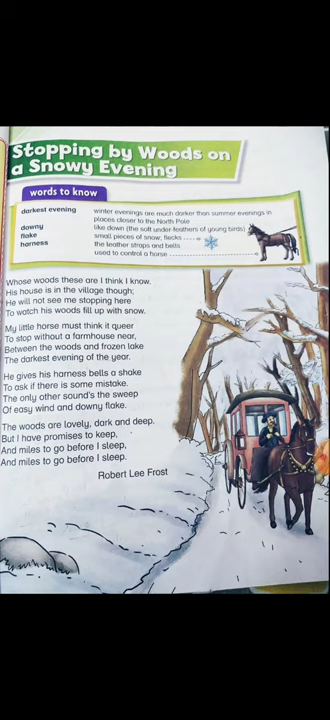 Stopping by Woods on
a Snowy Evening
words to know
darkest evening winter evenings are much darker than summer evenings in
places closer to the North Pole
downy like down (the soft under-feathers of young birds)
flake small pieces of snow; flecks
harness the leather straps and bells
used to control a horse
Whose woods these are I think I know.
His house is in the village though;
He will not see me stopping here
To watch his woods fill up with snow.
My little horse must think it queer
To stop without a farmhouse near,
Between the woods and frozen lake
The darkest evening of the year.
He gives his harness bells a shake
To ask if there is some mistake.
The only other sound's the sweep
Of easy wind and downy flake.
The woods are lovely, dark and deep.
But I have promises to keep,
And miles to go before I sleep,
And miles to go before I sleep.
Robert Lee Frost